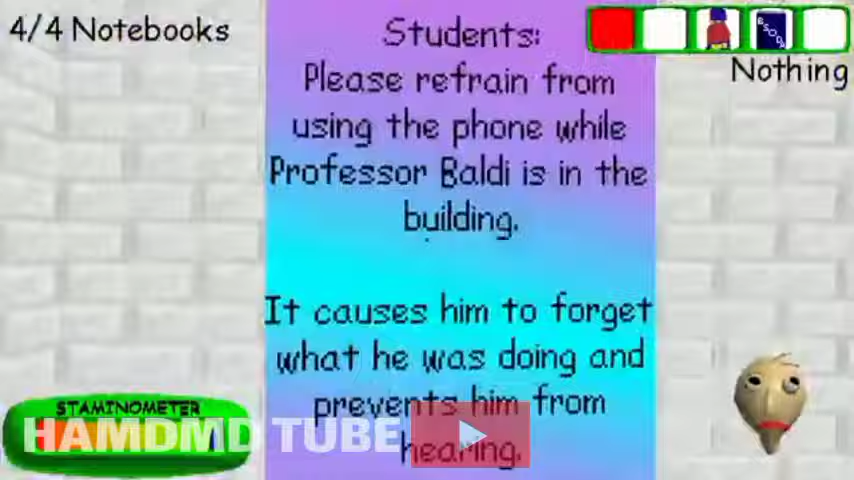 4/4 Notebooks
Nothing
Students:
Please refrain from
using the phone while
Professor Baldi is in the
building.
It causes him to forget
what he was doing and
prevents him from
hearing.
STAMINOMETER
HAMDMD TUBE
BSODA